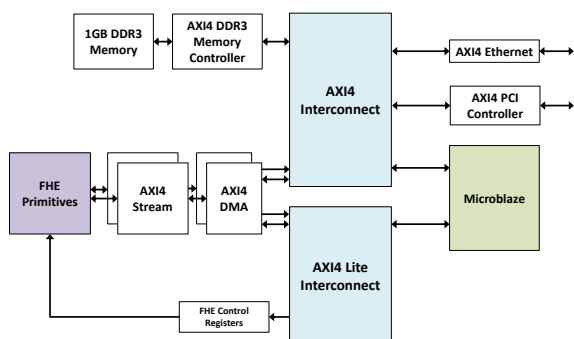 1GB DDR3
Memory
AXI4 DDR3
Memory
Controller
AXI4
Interconnect
AXI4 Ethernet
AXI4 PCI
Controller
FHE
Primitives
AXI4
Stream
AXI4
DMA
Microblaze
AXI4 Lite
Interconnect
FHE Control
Registers